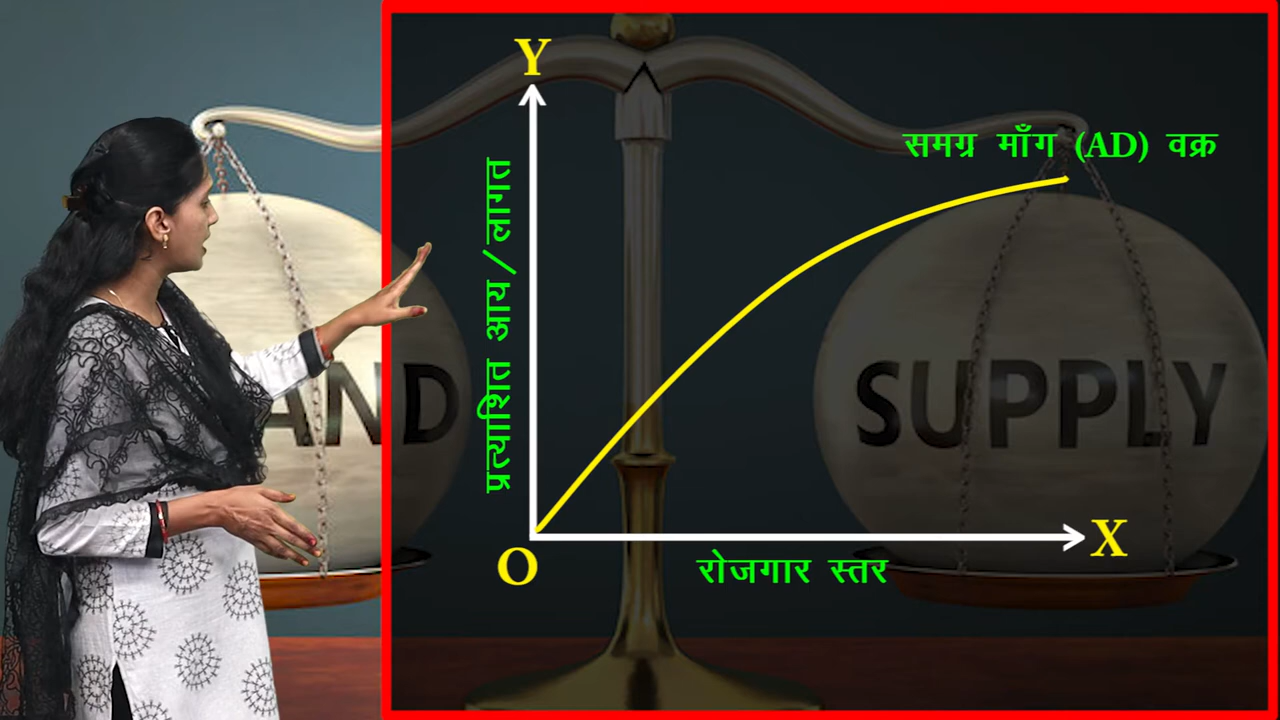 Y
समग्र माँग (AD) वक्र
प्रत्याशित आय/लागत
AND
SUPPLY
O
X
रोजगार स्तर